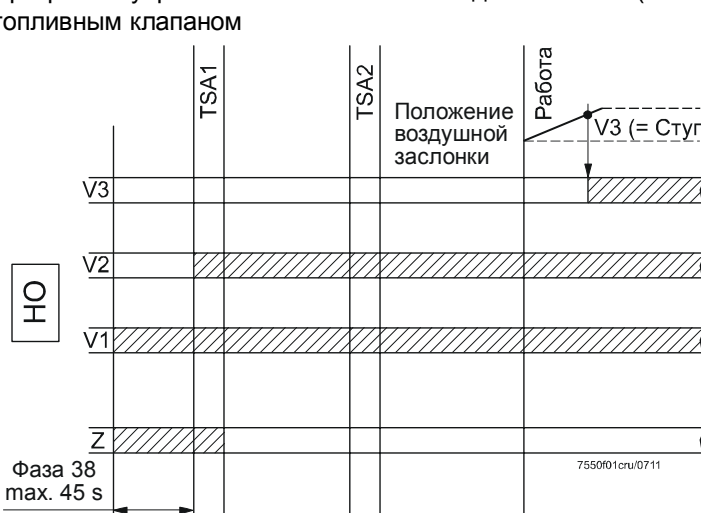 топливным клапаном
TSA1
TSA2
Работа
Положение
воздушной
заслонки
V3 (= Ступ
V3
V2
HO
V1
Z
7550f01cru/0711
Фаза 38
max. 45 s